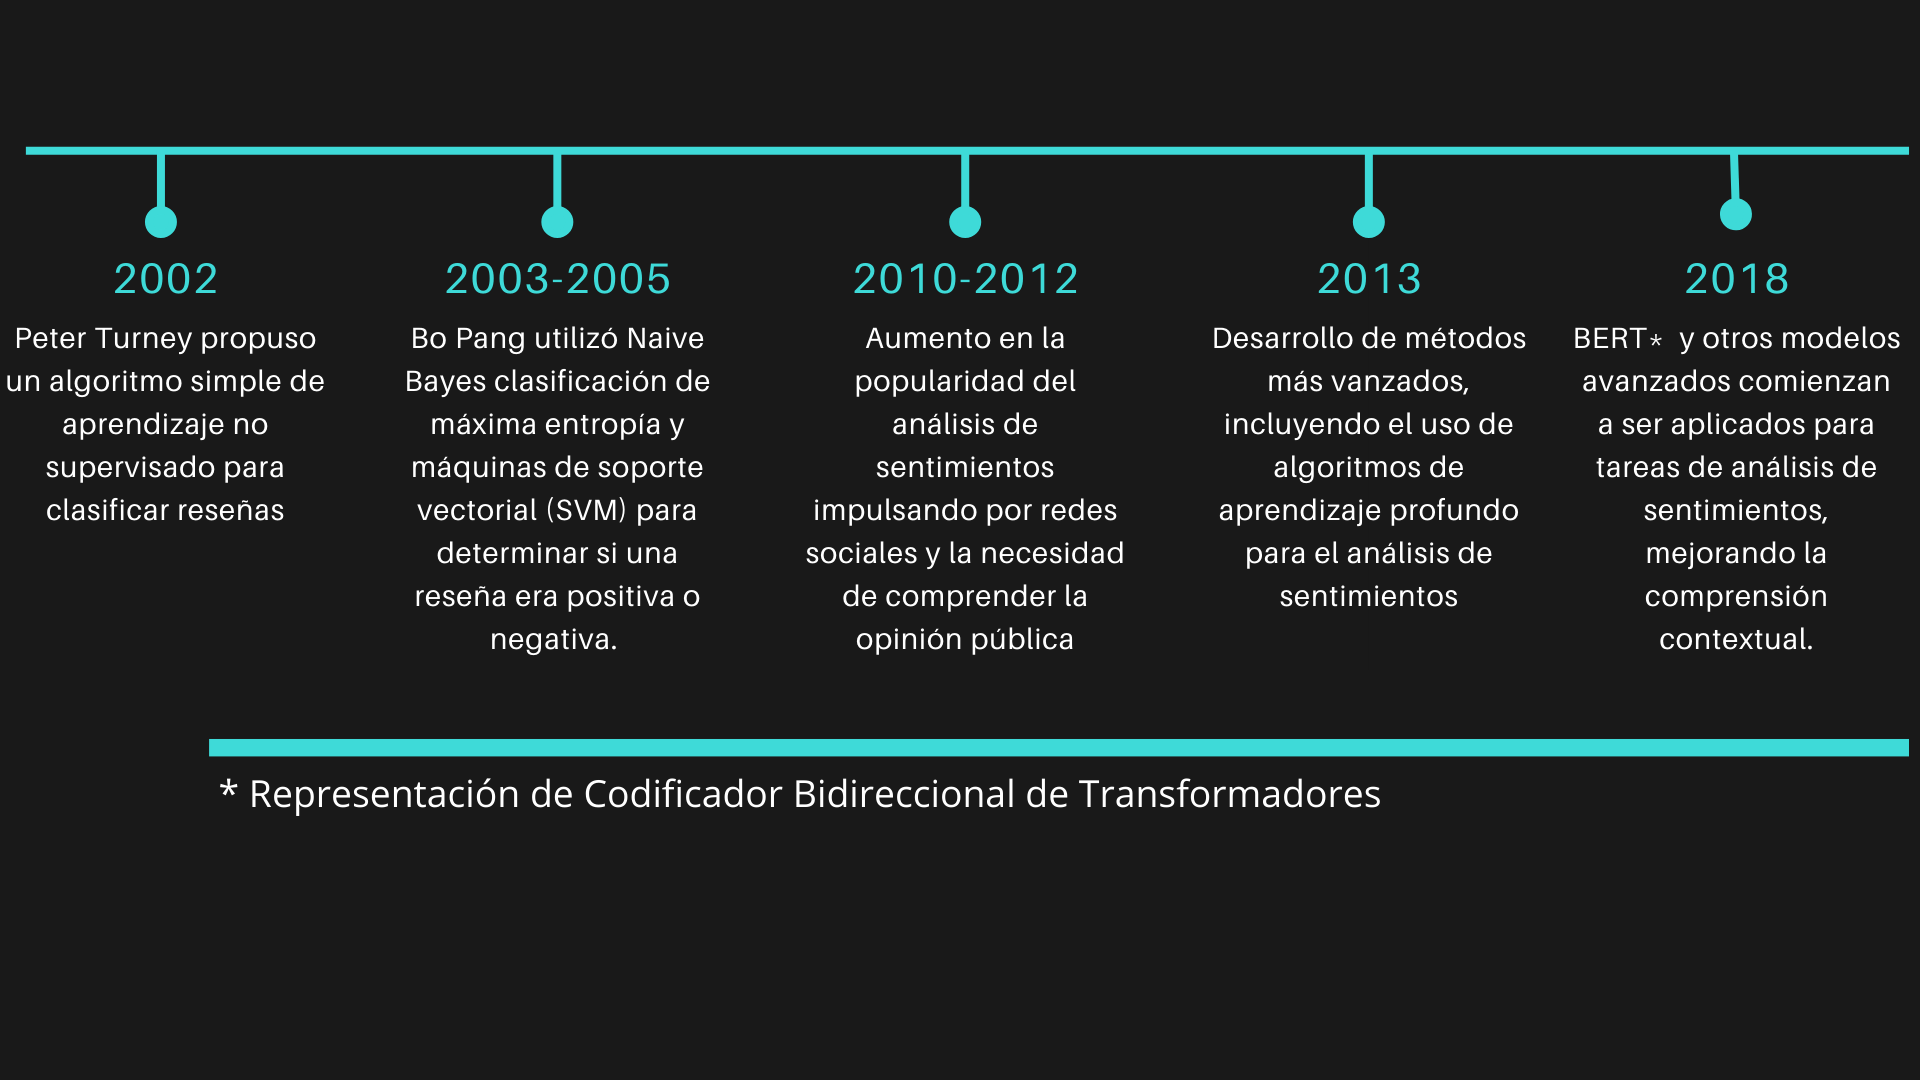 2002
Peter Turney propuso
un algoritmo simple de
aprendizaje no
supervisado para
clasificar reseñas
2003-2005
Bo Pang utilizó Naive
Bayes clasificación de
máxima entropía y
máquinas de soporte
vectorial (SVM) para
determinar si una
reseña era positiva o
negativa.
2010-2012
Aumento en la
popularidad del
análisis de
sentimientos
impulsando por redes
sociales y la necesidad
de comprender la
opinión pública
2013
Desarrollo de métodos
más vanzados,
incluyendo el uso de
algoritmos de
aprendizaje profundo
para el análisis de
sentimientos
2018
BERT* y otros modelos
avanzados comienzan
a ser aplicados para
tareas de análisis de
sentimientos,
mejorando la
comprensión
contextual.
* Representación de Codificador Bidireccional de Transformadores